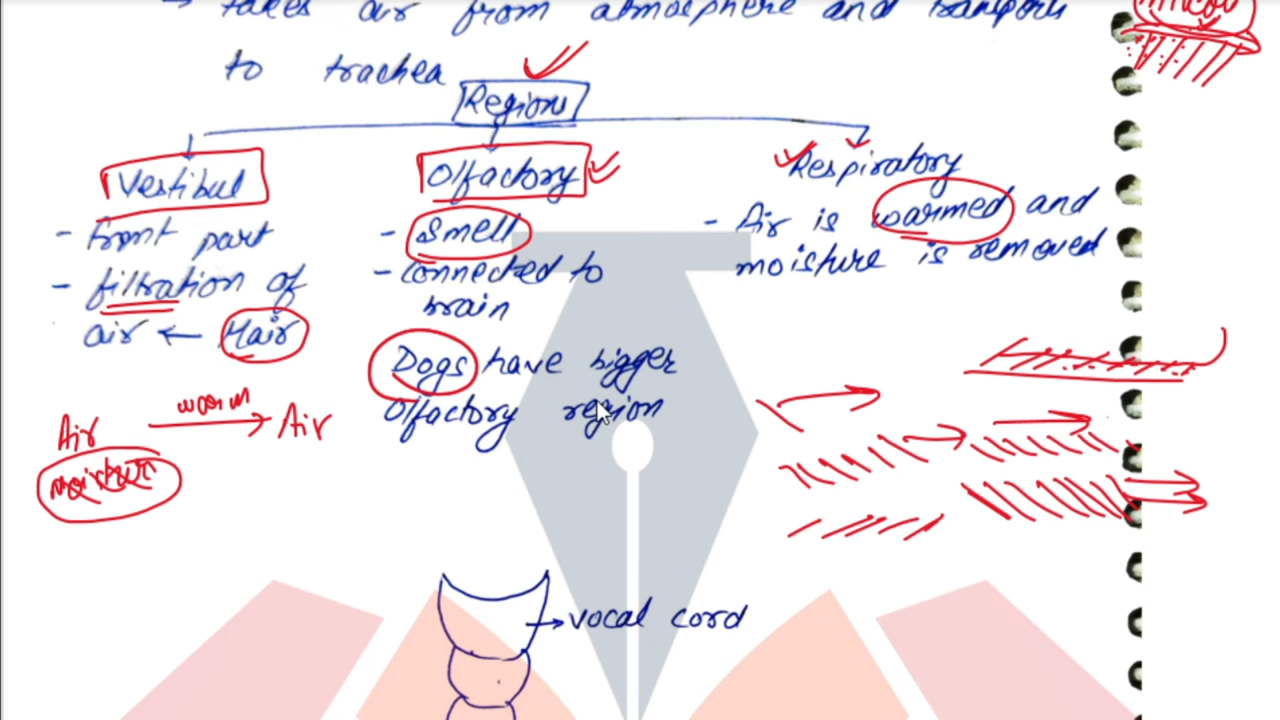 → takes air from atmosphere and transports
to trachea
Regions
Vestibul
- Front part
- filtration of
air ← Hair
Olfactory
- Smell
- Connected to
brain
Dogs have bigger
Olfactory region
Respiratory
- Air is warmed and
moisture is removed
Air warm → Air
moisture
→ vocal cord